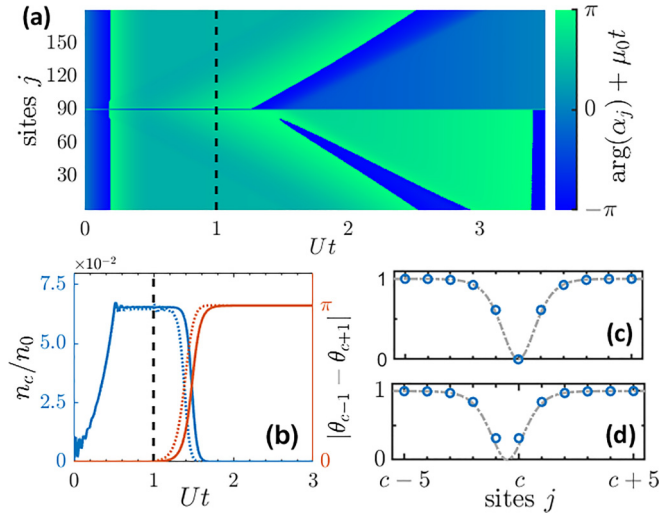 (a)
sites j
180
150
120
90
60
30
0
1
2
3
Ut
π
0
−π
arg(α_j) + μ_0 t
×10⁻²
7.5
5.0
2.5
0
n_c/n_0
π
0
|θ_{c−1} − θ_{c+1}|
0
1
2
3
Ut
(b)
1
0
(c)
1
0
(d)
c − 5
c
c + 5
sites j